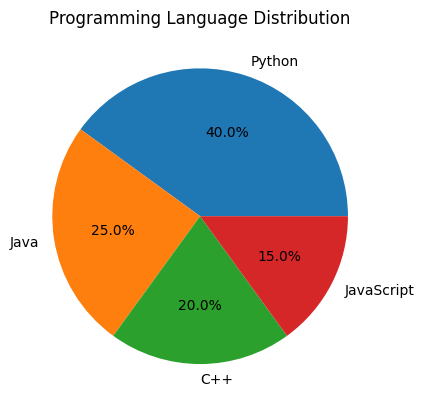 Programming Language Distribution
Python
40.0%
25.0%
Java
15.0%
20.0%
JavaScript
C++